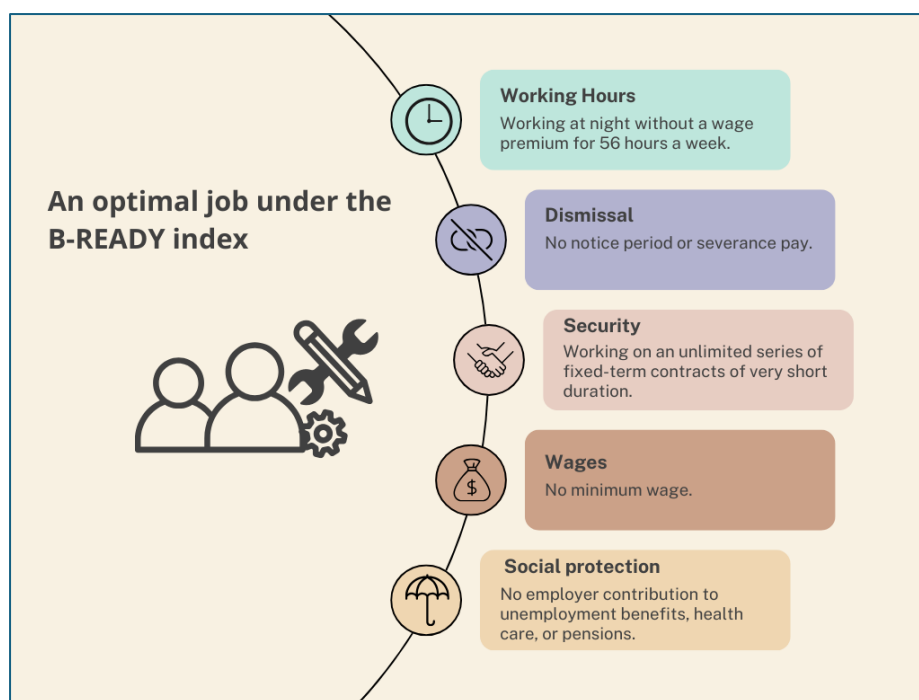 An optimal job under the
B-READY index
Working Hours
Working at night without a wage
premium for 56 hours a week.
Dismissal
No notice period or severance pay.
Security
Working on an unlimited series of
fixed-term contracts of very short
duration.
$
Wages
No minimum wage.
Social protection
No employer contribution to
unemployment benefits, health
care, or pensions.